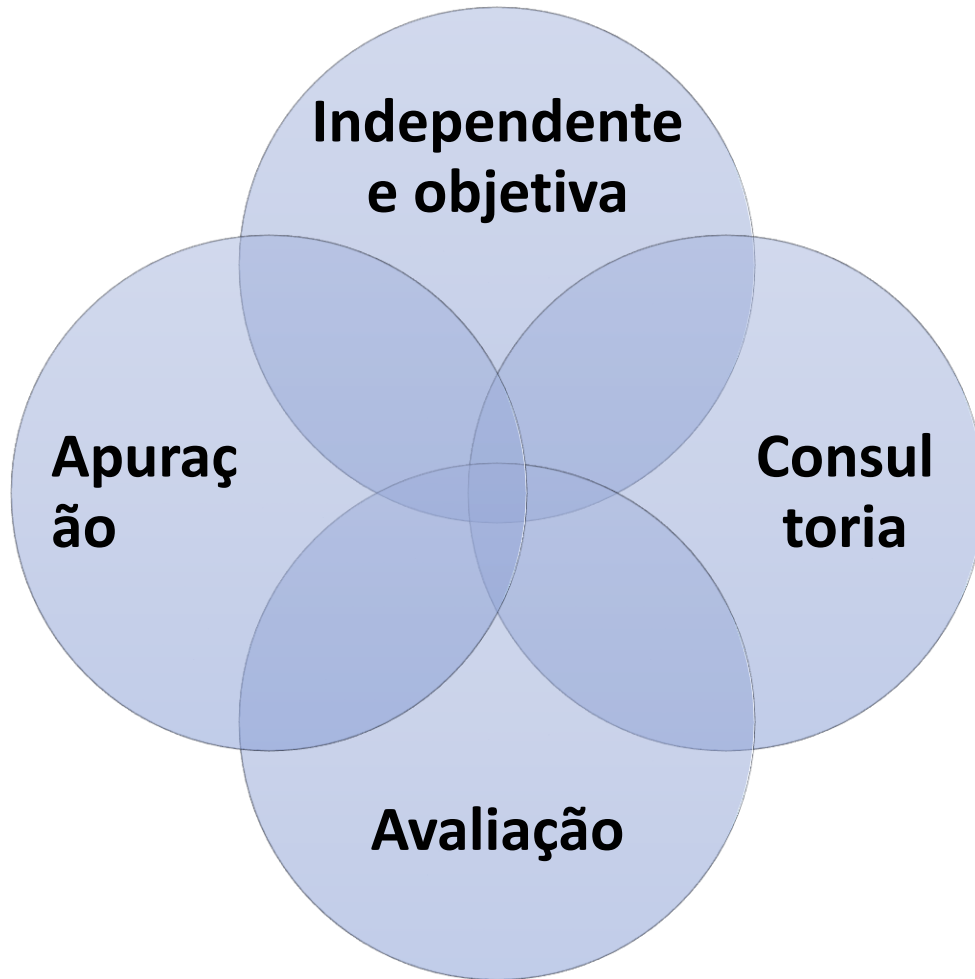 Independente
e objetiva
Apuraç
ão
Consul
toria
Avaliação